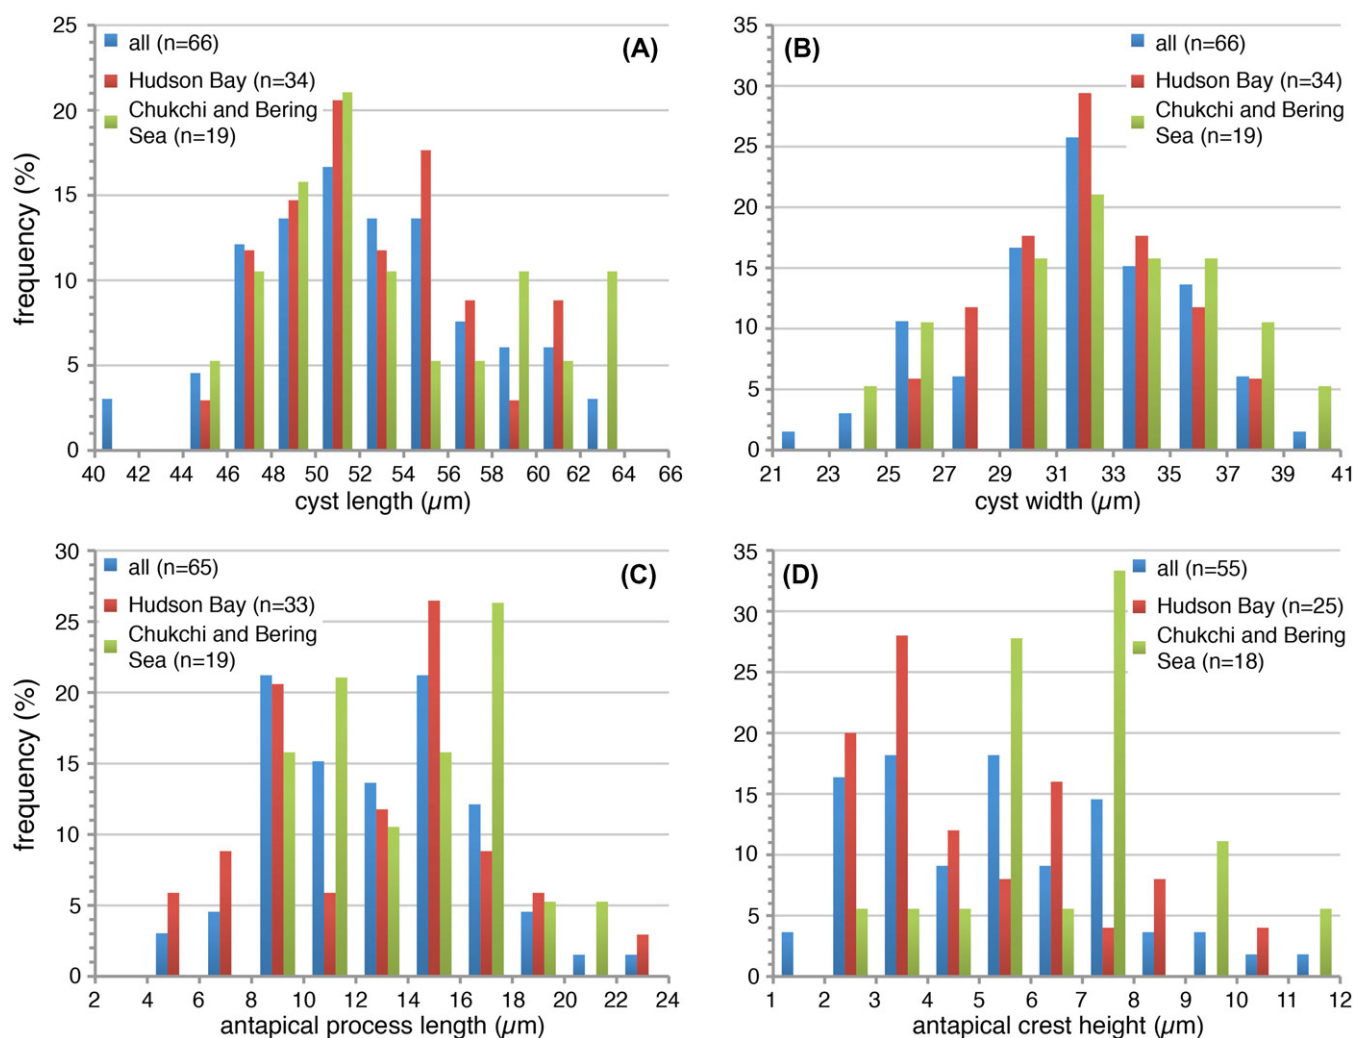 25
20
15
10
5
0
frequency (%)
all (n=66)
Hudson Bay (n=34)
Chukchi and Bering
Sea (n=19)
(A)
40 42 44 46 48 50 52 54 56 58 60 62 64 66
cyst length (µm)
35
30
25
20
15
10
5
0
(B)
all (n=66)
Hudson Bay (n=34)
Chukchi and Bering
Sea (n=19)
21 23 25 27 29 31 33 35 37 39 41
cyst width (µm)
30
25
20
15
10
5
0
frequency (%)
all (n=65)
Hudson Bay (n=33)
Chukchi and Bering
Sea (n=19)
(C)
2 4 6 8 10 12 14 16 18 20 22 24
antapical process length (µm)
35
30
25
20
15
10
5
0
(D)
all (n=55)
Hudson Bay (n=25)
Chukchi and Bering
Sea (n=18)
1 2 3 4 5 6 7 8 9 10 11 12
antapical crest height (µm)